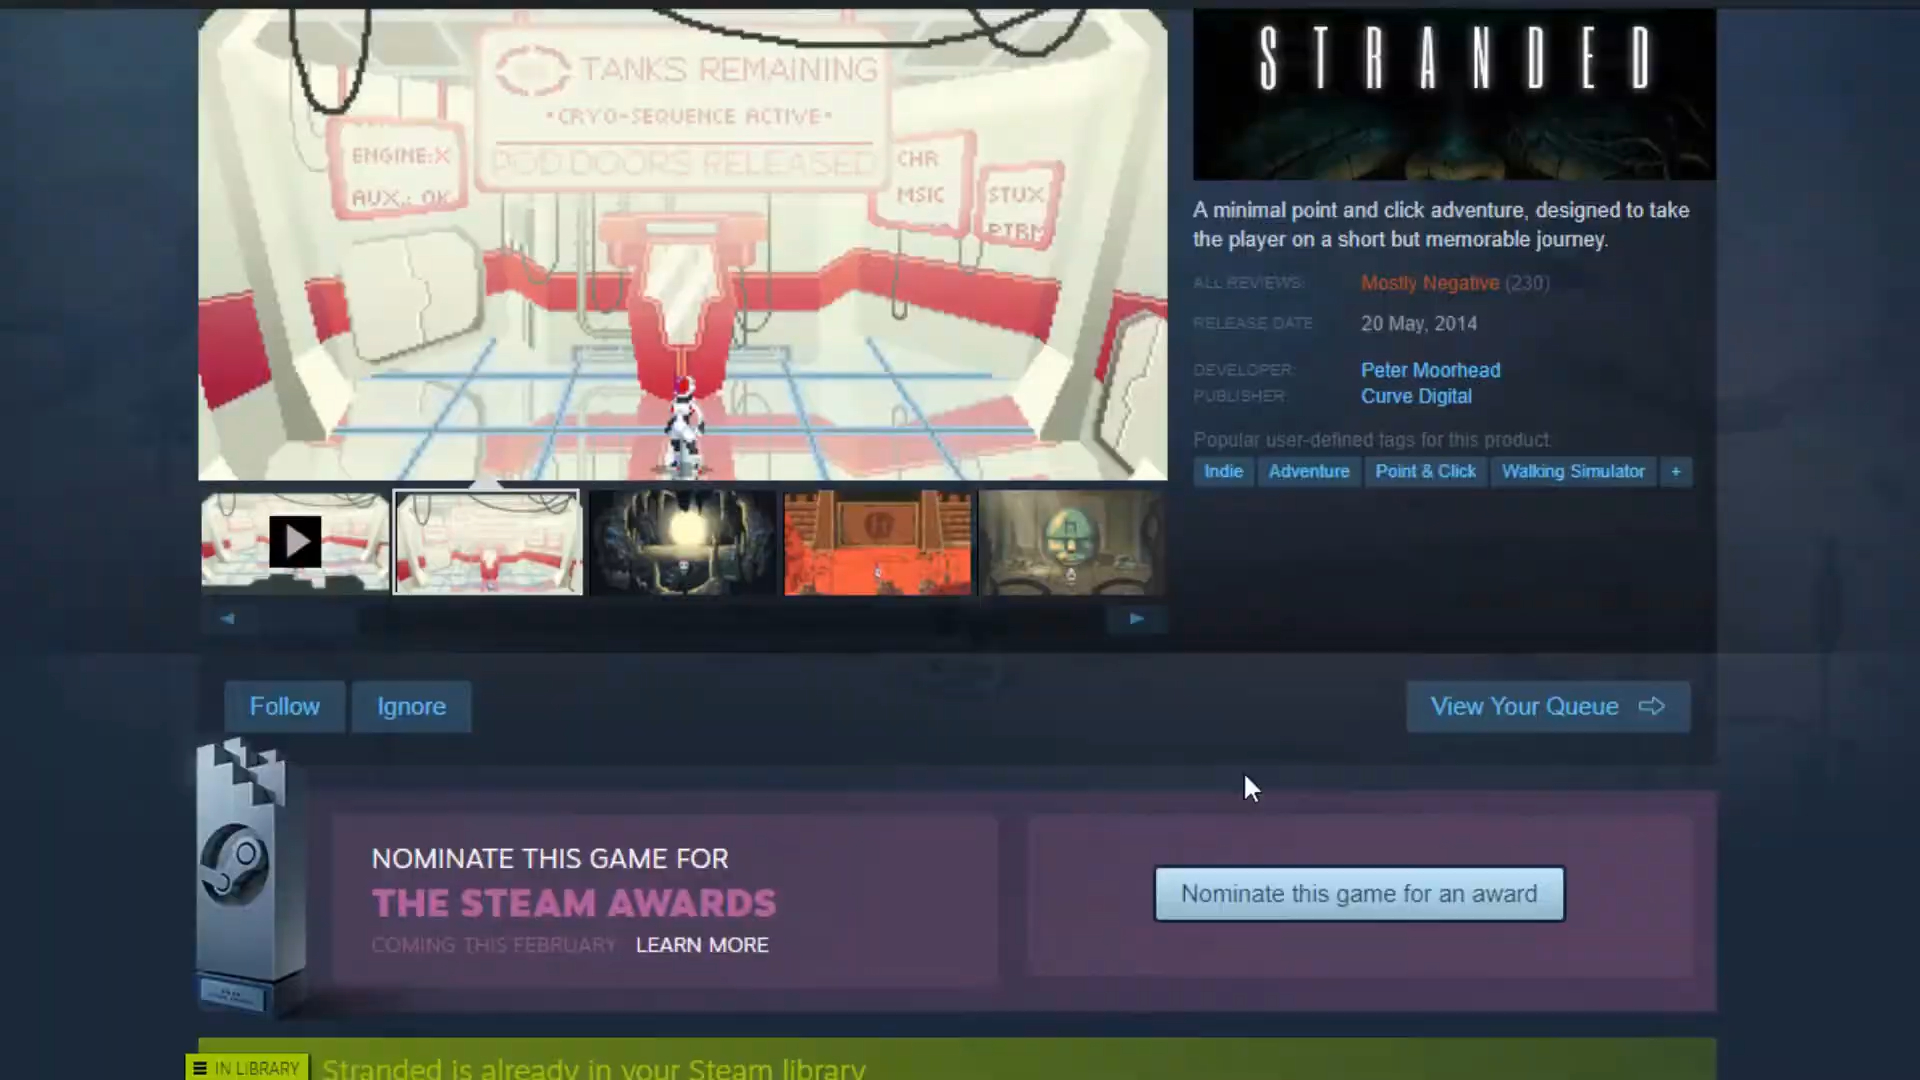 TANKS REMAINING
•CRYO-SEQUENCE ACTIVE•
POD DOORS RELEASED
ENGINE:X
AUX.: OK
CHR
MSIC
STUX
PTRM
STRANDED
A minimal point and click adventure, designed to take
the player on a short but memorable journey.
ALL REVIEWS: Mostly Negative (230)
RELEASE DATE: 20 May, 2014
DEVELOPER: Peter Moorhead
PUBLISHER: Curve Digital
Popular user-defined tags for this product:
Indie Adventure Point & Click Walking Simulator +
Follow Ignore View Your Queue
NOMINATE THIS GAME FOR
THE STEAM AWARDS
COMING THIS FEBRUARY LEARN MORE
Nominate this game for an award
IN LIBRARY Stranded is already in your Steam library